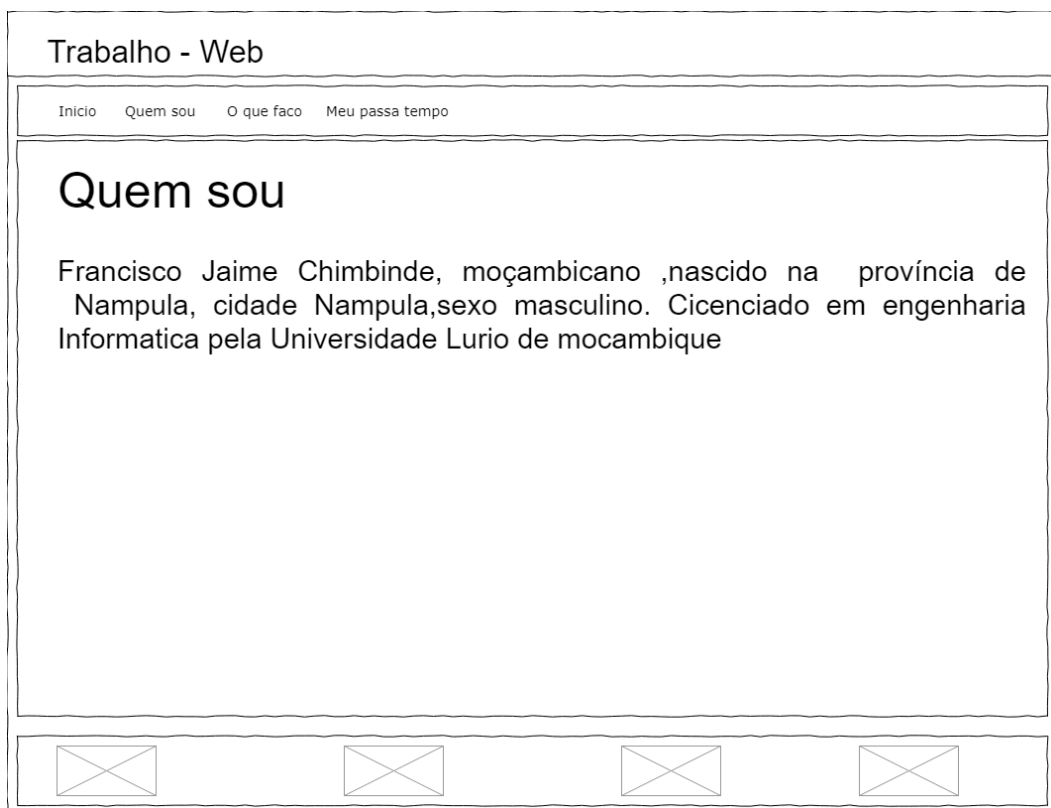 Trabalho - Web
Inicio Quem sou O que faco Meu passa tempo
Quem sou
Francisco Jaime Chimbinde, moçambicano ,nascido na província de
Nampula, cidade Nampula,sexo masculino. Cicenciado em engenharia
Informatica pela Universidade Lurio de mocambique